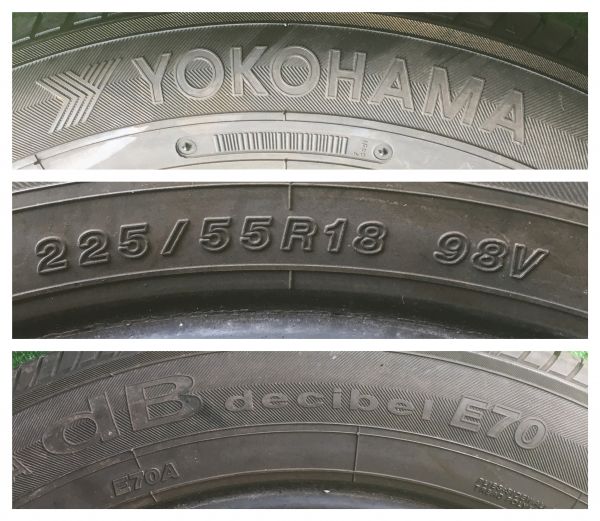 YOKOHAMA
225/55R18 98V
dB decibel E70
E70A